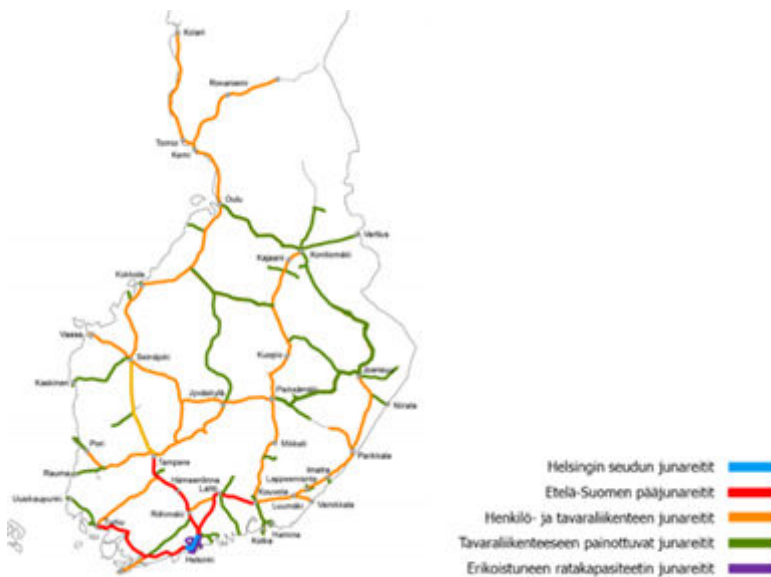 Kolari
Rovaniemi
Tornio
Kemi
Oulu
Vartius
Kontiomäki
Kajaani
Kokkola
Vaasa
Seinäjoki
Kuopio
Kaskinen
Joensuu
Jyväskylä
Pieksämäki
Niirala
Pori
Mikkeli
Parikkala
Tampere
Imatra
Rauma
Lappeenranta
Hämeenlinna
Lahti
Kouvola
Uusikaupunki
Luumäki
Vainikkala
Riihimäki
Turku
Hamina
Kotka
Helsinki
Helsingin seudun junareitit
Etelä-Suomen pääjunareitit
Henkilö- ja tavaraliikenteen junareitit
Tavaraliikenteeseen painottuvat junareitit
Erikoistuneen ratakapasiteetin junareitit